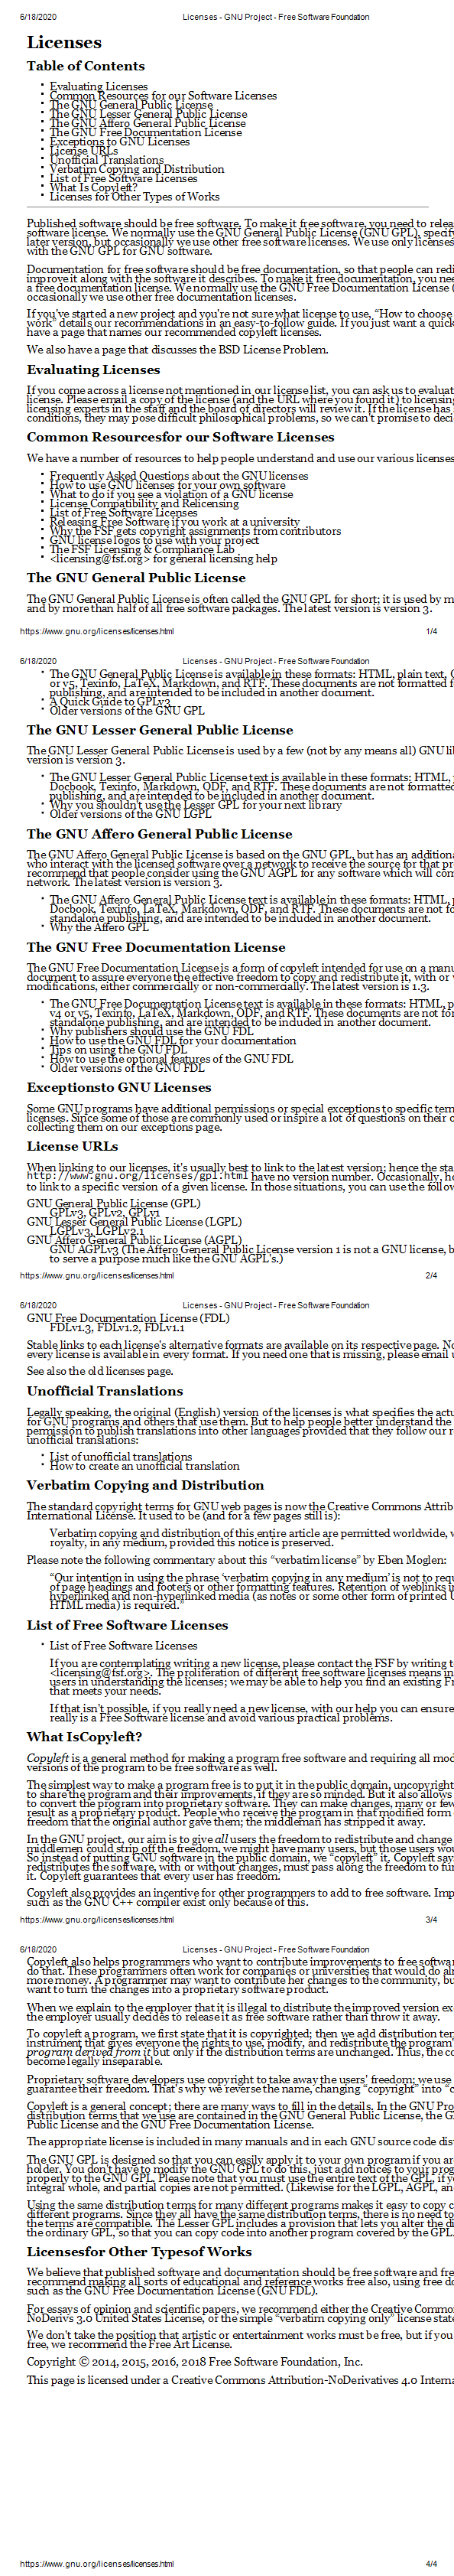 6/18/2020 Licenses - GNU Project - Free Software Foundation
Licenses
Table of Contents
• Evaluating Licenses
• Common Resources for our Software Licenses
• The GNU General Public License
• The GNU Lesser General Public License
• The GNU Affero General Public License
• The GNU Free Documentation License
• Exceptions to GNU Licenses
• License URLs
• Unofficial Translations
• Verbatim Copying and Distribution
• List of Free Software Licenses
• What Is Copyleft?
• Licenses for Other Types of Works
Published software should be free software. To make it free software, you need to relea
software license. We normally use the GNU General Public License (GNU GPL), specify
later version, but occasionally we use other free software licenses. We use only licenses
with the GNU GPL for GNU software.
Documentation for free software should be free documentation, so that people can redi
improve it along with the software it describes. To make it free documentation, you nee
a free documentation license. We normally use the GNU Free Documentation License (
occasionally we use other free documentation licenses.
If you've started a new project and you're not sure what license to use, “How to choose
work” details our recommendations in an easy-to-follow guide. If you just want a quick
have a page that names our recommended copyleft licenses.
We also have a page that discusses the BSD License Problem.
Evaluating Licenses
If you come across a license not mentioned in our license list, you can ask us to evaluat
license. Please email a copy of the license (and the URL where you found it) to licensing
licensing experts in the staff and the board of directors will review it. If the license has
conditions, they may pose difficult philosophical problems, so we can't promise to deci
Common Resourcesfor our Software Licenses
We have a number of resources to help people understand and use our various licenses
• Frequently Asked Questions about the GNU licenses
• How to use GNU licenses for your own software
• What to do if you see a violation of a GNU license
• License Compatibility and Relicensing
• List of Free Software Licenses
• Releasing Free Software if you work at a university
• Why the FSF gets copyright assignments from contributors
• GNU license logos to use with your project
• The FSF Licensing & Compliance Lab
• <licensing@fsf.org> for general licensing help
The GNU General Public License
The GNU General Public License is often called the GNU GPL for short; it is used by m
and by more than half of all free software packages. The latest version is version 3.
https://www.gnu.org/licenses/licenses.html 1/4
6/18/2020 Licenses - GNU Project - Free Software Foundation
• The GNU General Public License is available in these formats: HTML, plain text,
or v5, Texinfo, LaTeX, Markdown, and RTF. These documents are not formatted f
publishing, and are intended to be included in another document.
• A Quick Guide to GPLv3
• Older versions of the GNU GPL
The GNU Lesser General Public License
The GNU Lesser General Public License is used by a few (not by any means all) GNU lib
version is version 3.
• The GNU Lesser General Public License text is available in these formats: HTML,
Docbook, Texinfo, Markdown, ODF, and RTF. These documents are not formatted
publishing, and are intended to be included in another document.
• Why you shouldn't use the Lesser GPL for your next library
• Older versions of the GNU LGPL
The GNU Affero General Public License
The GNU Affero General Public License is based on the GNU GPL, but has an additiona
who interact with the licensed software over a network to receive the source for that pr
recommend that people consider using the GNU AGPL for any software which will com
network. The latest version is version 3.
• The GNU Affero General Public License text is available in these formats: HTML, p
Docbook, Texinfo, LaTeX, Markdown, ODF, and RTF. These documents are not fo
standalone publishing, and are intended to be included in another document.
• Why the Affero GPL
The GNU Free Documentation License
The GNU Free Documentation License is a form of copyleft intended for use on a manu
document to assure everyone the effective freedom to copy and redistribute it, with or
modifications, either commercially or non-commercially. The latest version is 1.3.
• The GNU Free Documentation License text is available in these formats: HTML, p
v4 or v5, Texinfo, LaTeX, Markdown, ODF, and RTF. These documents are not for
standalone publishing, and are intended to be included in another document.
• Why publishers should use the GNU FDL
• How to use the GNU FDL for your documentation
• Tips on using the GNU FDL
• How to use the optional features of the GNU FDL
• Older versions of the GNU FDL
Exceptionsto GNU Licenses
Some GNU programs have additional permissions or special exceptions to specific tem
licenses. Since some of those are commonly used or inspire a lot of questions on their o
collecting them on our exceptions page.
License URLs
When linking to our licenses, it's usually best to link to the latest version; hence the sta
http://www.gnu.org/licenses/gpl.html have no version number. Occasionally, ho
to link to a specific version of a given license. In those situations, you can use the follow
GNU General Public License (GPL)
GPLv3, GPLv2, GPLv1
GNU Lesser General Public License (LGPL)
LGPLv3, LGPLv2.1
GNU Affero General Public License (AGPL)
GNU AGPLv3 (The Affero General Public License version 1 is not a GNU license, b
to serve a purpose much like the GNU AGPL's.)
https://www.gnu.org/licenses/licenses.html 2/4
6/18/2020 Licenses - GNU Project - Free Software Foundation
GNU Free Documentation License (FDL)
FDLv1.3, FDLv1.2, FDLv1.1
Stable links to each license's alternative formats are available on its respective page. No
every license is available in every format. If you need one that is missing, please email u
See also the old licenses page.
Unofficial Translations
Legally speaking, the original (English) version of the licenses is what specifies the actu
for GNU programs and others that use them. But to help people better understand the
permission to publish translations into other languages provided that they follow our r
unofficial translations:
• List of unofficial translations
• How to create an unofficial translation
Verbatim Copying and Distribution
The standard copyright terms for GNU web pages is now the Creative Commons Attrib
International License. It used to be (and for a few pages still is):
Verbatim copying and distribution of this entire article are permitted worldwide, w
royalty, in any medium, provided this notice is preserved.
Please note the following commentary about this “verbatim license” by Eben Moglen:
“Our intention in using the phrase ‘verbatim copying in any medium’ is not to requ
of page headings and footers or other formatting features. Retention of weblinks in
hyperlinked and non-hyperlinked media (as notes or some other form of printed U
HTML media) is required.”
List of Free Software Licenses
• List of Free Software Licenses
If you are contemplating writing a new license, please contact the FSF by writing t
<licensing@fsf.org>. The proliferation of different free software licenses means in
users in understanding the licenses; we may be able to help you find an existing Fr
that meets your needs.
If that isn't possible, if you really need a new license, with our help you can ensure
really is a Free Software license and avoid various practical problems.
What IsCopyleft?
Copyleft is a general method for making a program free software and requiring all mod
versions of the program to be free software as well.
The simplest way to make a program free is to put it in the public domain, uncopyright
to share the program and their improvements, if they are so minded. But it also allows
to convert the program into proprietary software. They can make changes, many or few
result as a proprietary product. People who receive the program in that modified form
freedom that the original author gave them; the middleman has stripped it away.
In the GNU project, our aim is to give all users the freedom to redistribute and change
middlemen could strip off the freedom, we might have many users, but those users wou
So instead of putting GNU software in the public domain, we “copyleft” it. Copyleft say
redistributes the software, with or without changes, must pass along the freedom to fur
it. Copyleft guarantees that every user has freedom.
Copyleft also provides an incentive for other programmers to add to free software. Imp
such as the GNU C++ compiler exist only because of this.
https://www.gnu.org/licenses/licenses.html 3/4
6/18/2020 Licenses - GNU Project - Free Software Foundation
Copyleft also helps programmers who want to contribute improvements to free softwar
do that. These programmers often work for companies or universities that would do al
more money. A programmer may want to contribute her changes to the community, bu
want to turn the changes into a proprietary software product.
When we explain to the employer that it is illegal to distribute the improved version ex
the employer usually decides to release it as free software rather than throw it away.
To copyleft a program, we first state that it is copyrighted; then we add distribution ter
instrument that gives everyone the rights to use, modify, and redistribute the program'
program derived from it but only if the distribution terms are unchanged. Thus, the co
become legally inseparable.
Proprietary software developers use copyright to take away the users' freedom; we use
guarantee their freedom. That's why we reverse the name, changing “copyright” into “c
Copyleft is a general concept; there are many ways to fill in the details. In the GNU Pro
distribution terms that we use are contained in the GNU General Public License, the G
Public License and the GNU Free Documentation License.
The appropriate license is included in many manuals and in each GNU source code dis
The GNU GPL is designed so that you can easily apply it to your own program if you ar
holder. You don't have to modify the GNU GPL to do this, just add notices to your prog
properly to the GNU GPL. Please note that you must use the entire text of the GPL, if y
integral whole, and partial copies are not permitted. (Likewise for the LGPL, AGPL, an
Using the same distribution terms for many different programs makes it easy to copy c
different programs. Since they all have the same distribution terms, there is no need to
the terms are compatible. The Lesser GPL includes a provision that lets you alter the di
the ordinary GPL, so that you can copy code into another program covered by the GPL.
Licensesfor Other Typesof Works
We believe that published software and documentation should be free software and fre
recommend making all sorts of educational and reference works free also, using free do
such as the GNU Free Documentation License (GNU FDL).
For essays of opinion and scientific papers, we recommend either the Creative Commo
NoDerivs 3.0 United States License, or the simple “verbatim copying only” license state
We don't take the position that artistic or entertainment works must be free, but if you
free, we recommend the Free Art License.
Copyright © 2014, 2015, 2016, 2018 Free Software Foundation, Inc.
This page is licensed under a Creative Commons Attribution-NoDerivatives 4.0 Interna
https://www.gnu.org/licenses/licenses.html 4/4